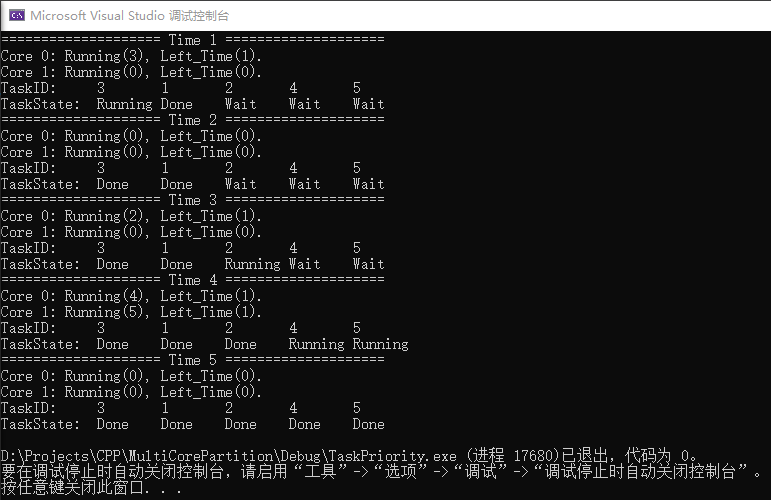 Microsoft Visual Studio 调试控制台
==================== Time 1 ====================
Core 0: Running(3), Left_Time(1).
Core 1: Running(0), Left_Time(0).
TaskID:     3       1       2       4       5
TaskState:  Running Done    Wait    Wait    Wait
==================== Time 2 ====================
Core 0: Running(0), Left_Time(0).
Core 1: Running(0), Left_Time(0).
TaskID:     3       1       2       4       5
TaskState:  Done    Done    Wait    Wait    Wait
==================== Time 3 ====================
Core 0: Running(2), Left_Time(1).
Core 1: Running(0), Left_Time(0).
TaskID:     3       1       2       4       5
TaskState:  Done    Done    Running Wait    Wait
==================== Time 4 ====================
Core 0: Running(4), Left_Time(1).
Core 1: Running(5), Left_Time(1).
TaskID:     3       1       2       4       5
TaskState:  Done    Done    Done    Running Running
==================== Time 5 ====================
Core 0: Running(0), Left_Time(0).
Core 1: Running(0), Left_Time(0).
TaskID:     3       1       2       4       5
TaskState:  Done    Done    Done    Done    Done
D:\Projects\CPP\MultiCorePartition\Debug\TaskPriority.exe (进程 17680)已退出，代码为 0。
要在调试停止时自动关闭控制台，请启用“工具”->“选项”->“调试”->“调试停止时自动关闭控制台”。
按任意键关闭此窗口. . .